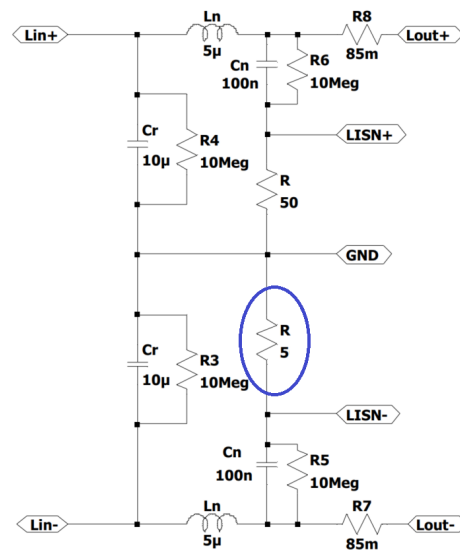 Ln
R8
Lin+
Lout+
5µ
R6
85m
Cn
100n
10Meg
R4
LISN+
Cr
10µ
10Meg
R
50
GND
R
5
Cr
R3
10µ
10Meg
LISN-
Cn
R5
100n
10Meg
Ln
R7
Lin-
Lout-
5µ
85m